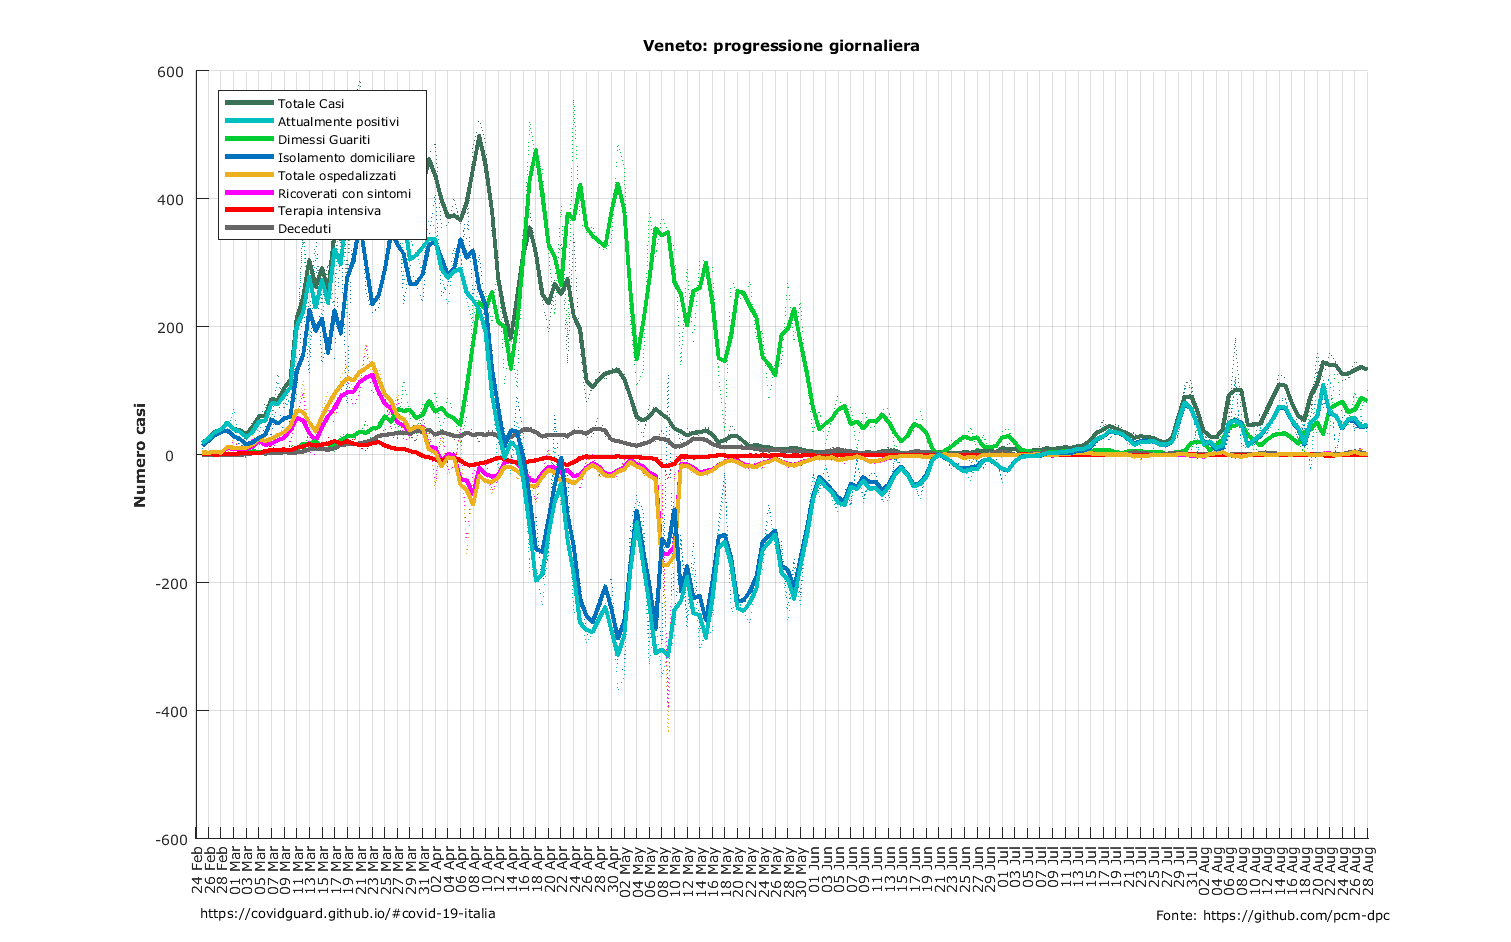 Veneto: progressione giornaliera
600
400
200
0
-200
-400
-600
Numero casi
Totale Casi
Attualmente positivi
Dimessi Guariti
Isolamento domiciliare
Totale ospedalizzati
Ricoverati con sintomi
Terapia intensiva
Deceduti
24 Feb
26 Feb
28 Feb
01 Mar
03 Mar
05 Mar
07 Mar
09 Mar
11 Mar
13 Mar
15 Mar
17 Mar
19 Mar
21 Mar
23 Mar
25 Mar
27 Mar
29 Mar
31 Mar
02 Apr
04 Apr
06 Apr
08 Apr
10 Apr
12 Apr
14 Apr
16 Apr
18 Apr
20 Apr
22 Apr
24 Apr
26 Apr
28 Apr
30 Apr
02 May
04 May
06 May
08 May
10 May
12 May
14 May
16 May
18 May
20 May
22 May
24 May
26 May
28 May
30 May
01 Jun
03 Jun
05 Jun
07 Jun
09 Jun
11 Jun
13 Jun
15 Jun
17 Jun
19 Jun
21 Jun
23 Jun
25 Jun
27 Jun
29 Jun
01 Jul
03 Jul
05 Jul
07 Jul
09 Jul
11 Jul
13 Jul
15 Jul
17 Jul
19 Jul
21 Jul
23 Jul
25 Jul
27 Jul
29 Jul
31 Jul
02 Aug
04 Aug
06 Aug
08 Aug
10 Aug
12 Aug
14 Aug
16 Aug
18 Aug
20 Aug
22 Aug
24 Aug
26 Aug
28 Aug
https://covidguard.github.io/#covid-19-italia
Fonte: https://github.com/pcm-dpc